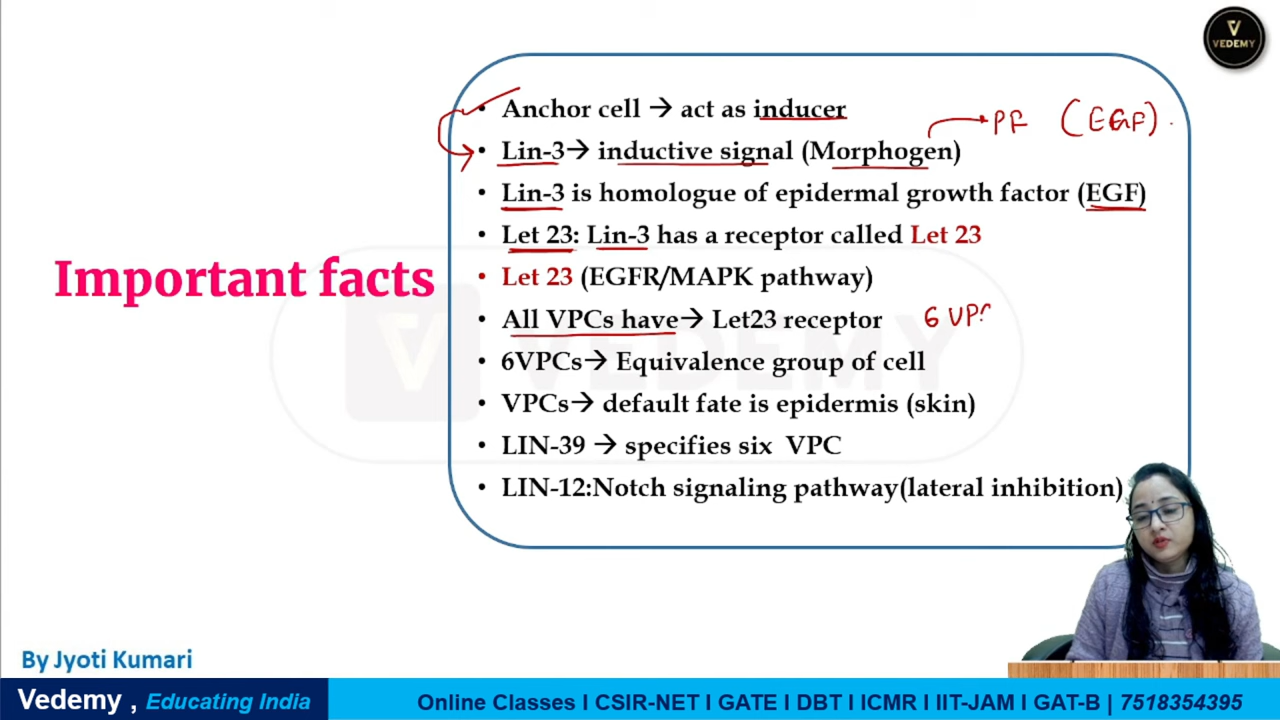 VEDEMY
• Anchor cell → act as inducer
PF (EGF).
• Lin-3→ inductive signal (Morphogen)
• Lin-3 is homologue of epidermal growth factor (EGF)
• Let 23: Lin-3 has a receptor called Let 23
Important facts
• Let 23 (EGFR/MAPK pathway)
• All VPCs have→ Let23 receptor
6 VPC
• 6VPCs→ Equivalence group of cell
• VPCs→ default fate is epidermis (skin)
• LIN-39 → specifies six VPC
• LIN-12:Notch signaling pathway(lateral inhibition)
VEDEMY
By Jyoti Kumari
Vedemy , Educating India
Online Classes I CSIR-NET I GATE I DBT I ICMR I IIT-JAM I GAT-B | 7518354395